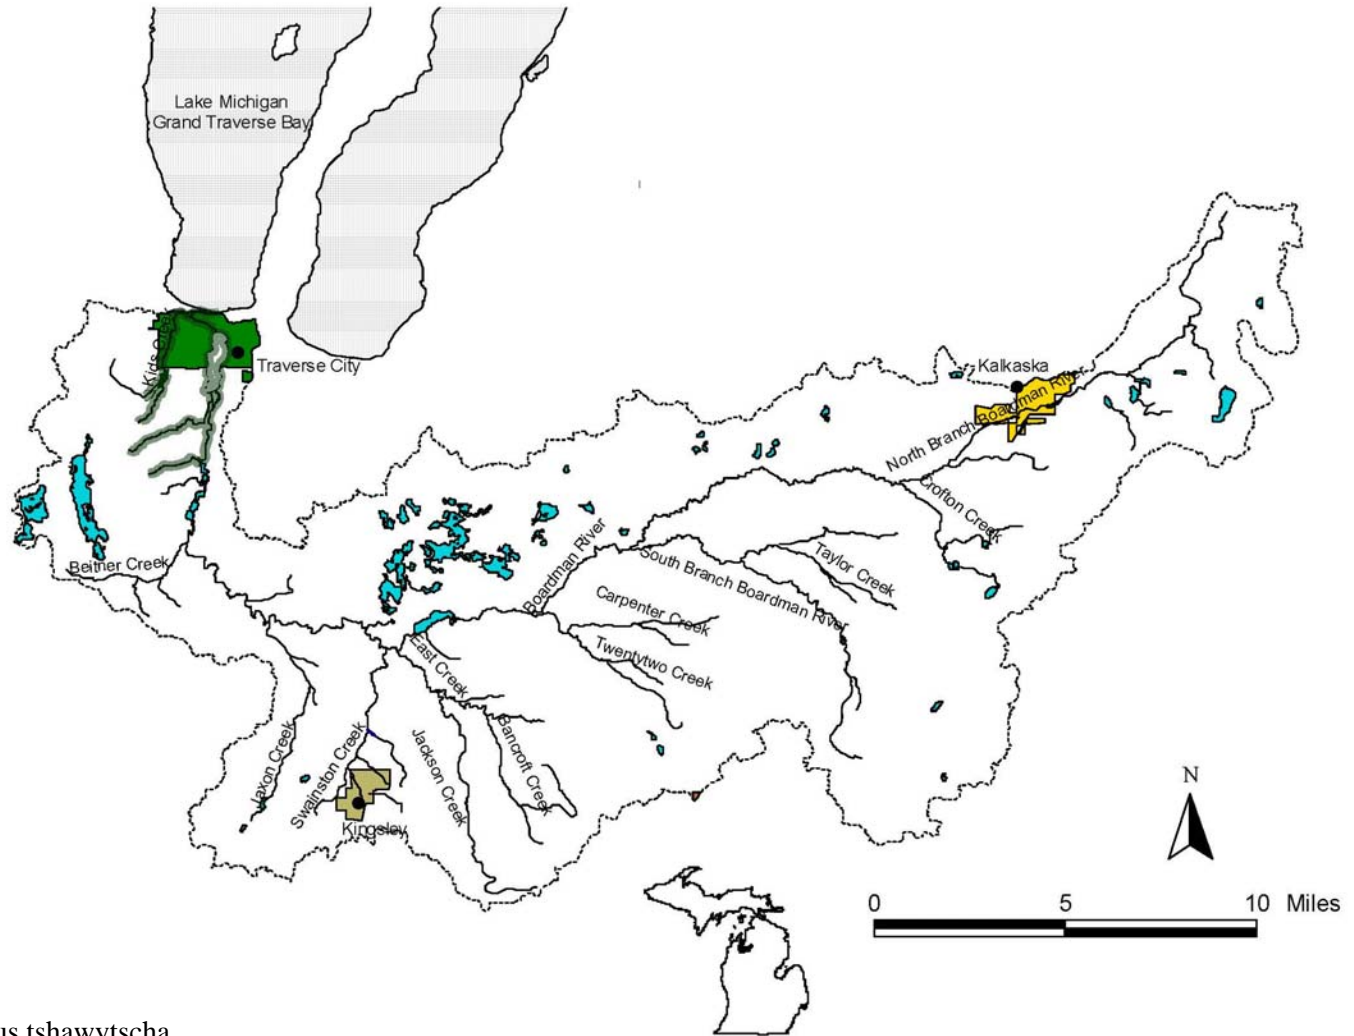 Lake Michigan
Grand Traverse Bay
Traverse City
Kalkaska
North Branch Boardman River
Crofton Creek
Taylor Creek
South Branch Boardman River
Boardman River
Carpenter Creek
Twentytwo Creek
Beitner Creek
East Creek
Jaxon Creek
Swainston Creek
Jackson Creek
Bancroft Creek
Kingsley
N
0 5 10 Miles
us tshawytscha